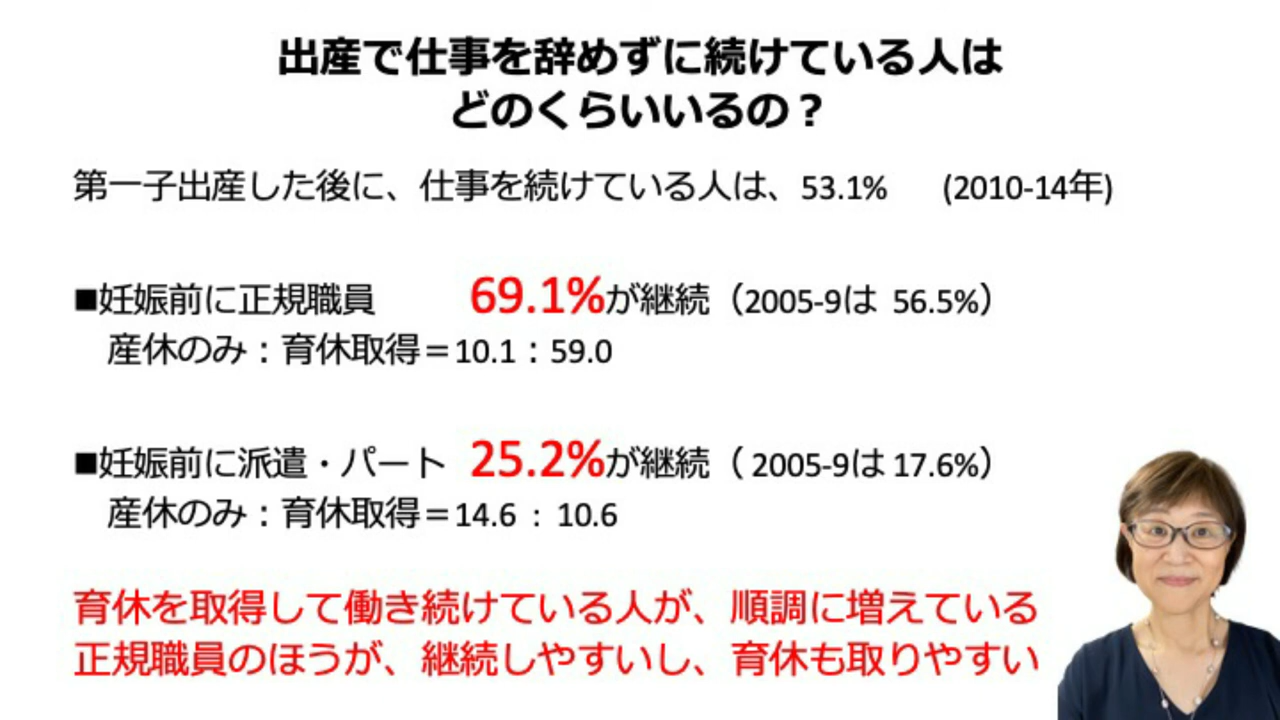 出産で仕事を辞めずに続けている人は
どのくらいいるの？
第一子出産した後に、仕事を続けている人は、53.1% (2010-14年)
■妊娠前に正規職員 69.1%が継続（2005-9は 56.5%）
産休のみ：育休取得＝10.1：59.0
■妊娠前に派遣・パート 25.2%が継続（ 2005-9は 17.6%）
産休のみ：育休取得＝14.6 : 10.6
育休を取得して働き続けている人が、順調に増えている
正規職員のほうが、継続しやすいし、育休も取りやすい